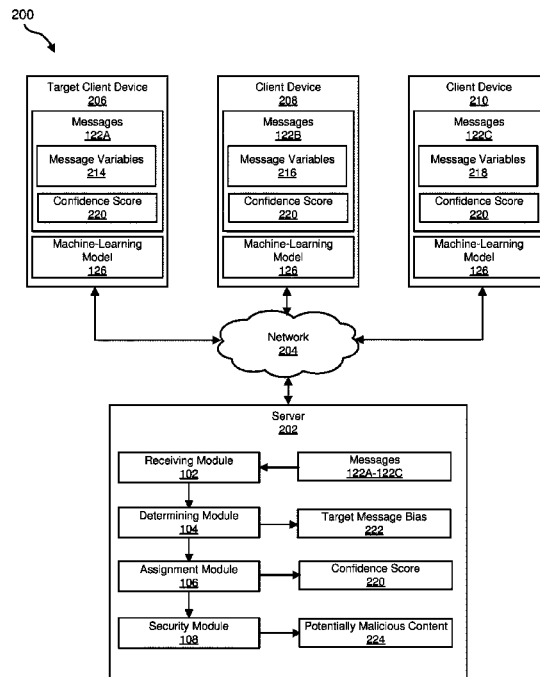 200
Target Client Device
206
Messages
122A
Message Variables
214
Confidence Score
220
Machine-Learning
Model
126
Client Device
208
Messages
122B
Message Variables
216
Confidence Score
220
Machine-Learning
Model
126
Client Device
210
Messages
122C
Message Variables
218
Confidence Score
220
Machine-Learning
Model
126
Network
204
Server
202
Receiving Module
102
Messages
122A-122C
Determining Module
104
Target Message Bias
222
Assignment Module
106
Confidence Score
220
Security Module
108
Potentially Malicious Content
224